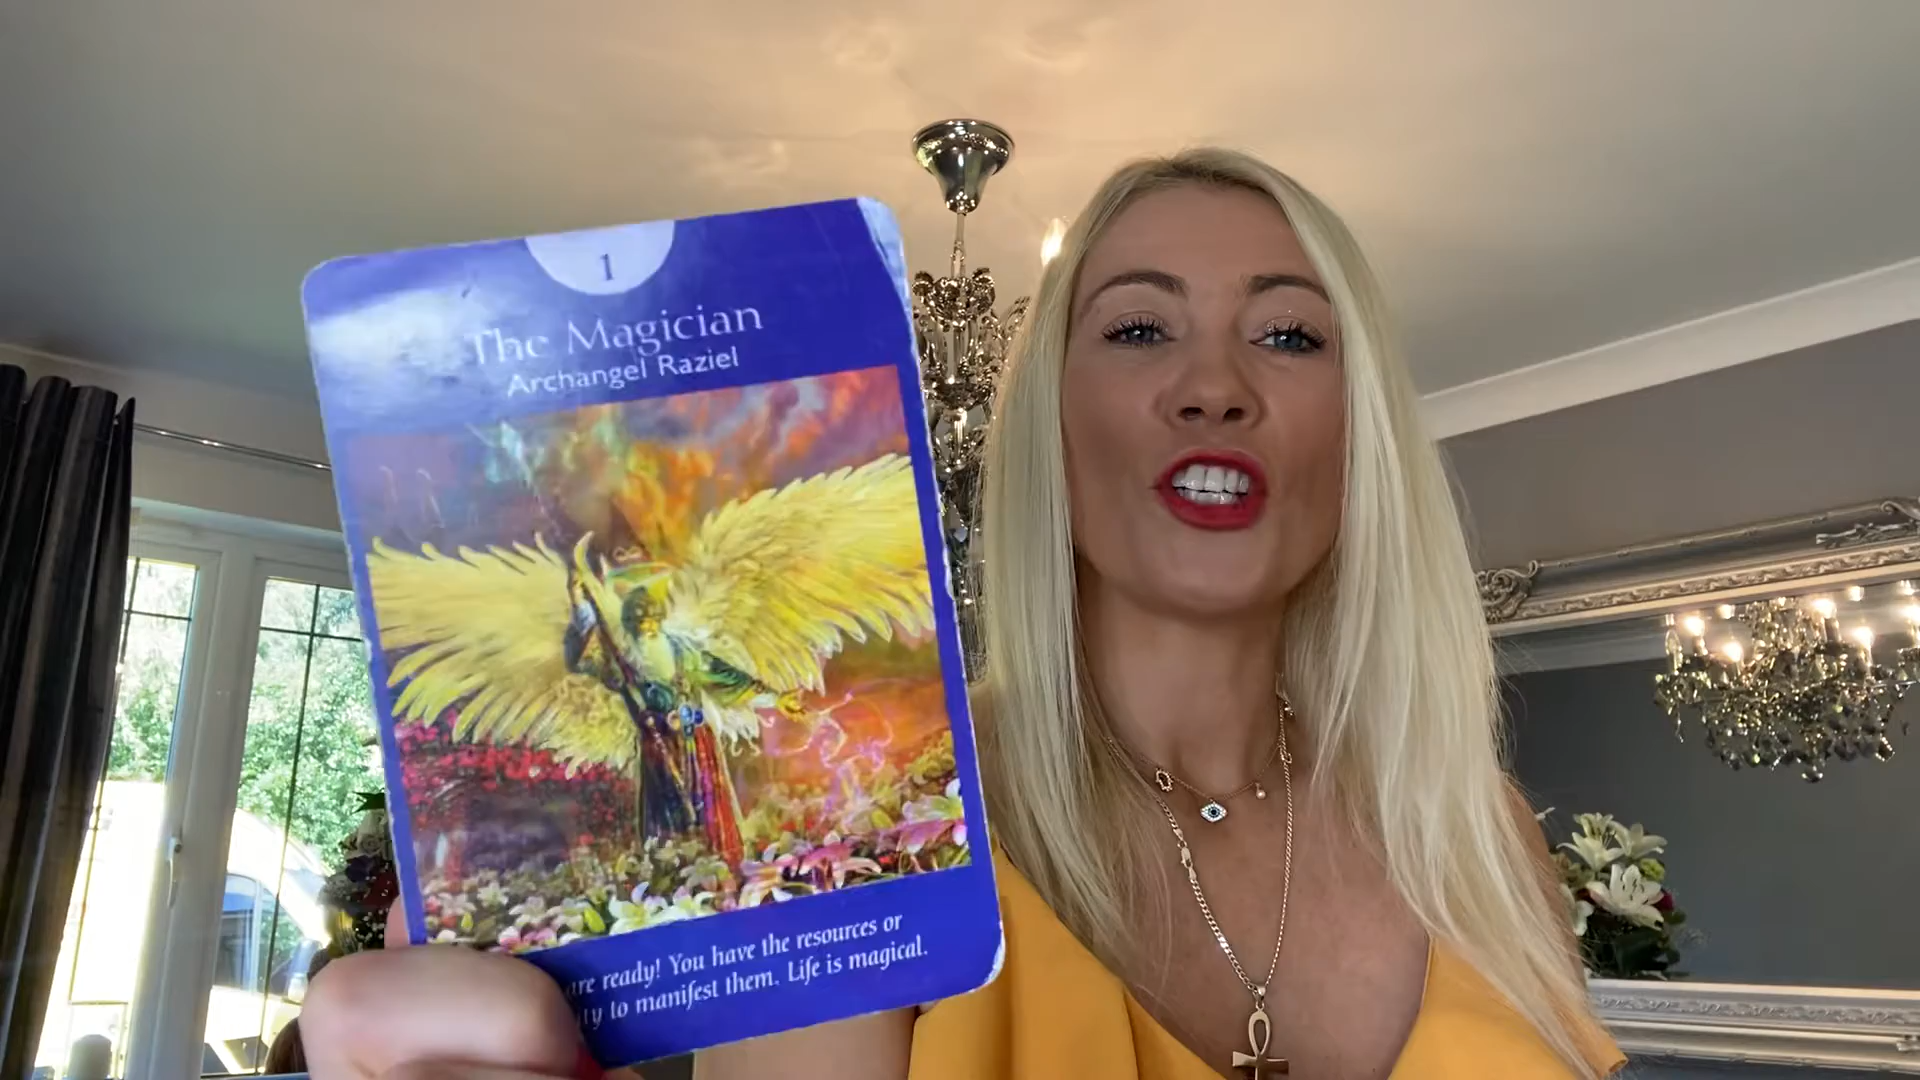 1
The Magician
Archangel Raziel
are ready! You have the resources or
to manifest them. Life is magical.